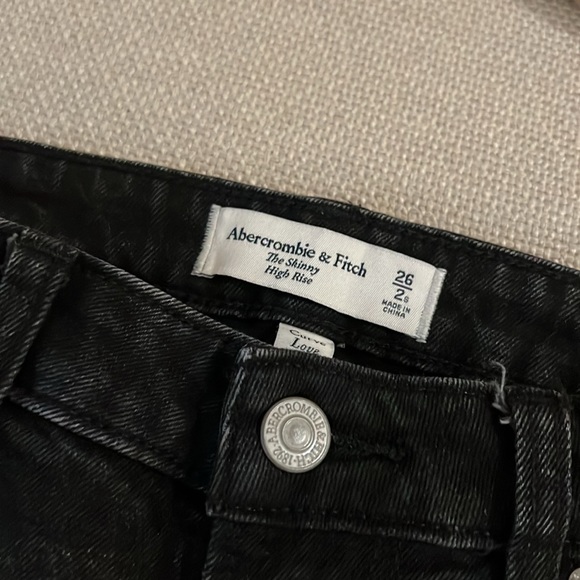 Abercrombie & Fitch
The Skinny
High Rise
26
2s
MADE IN
CHINA
Curve
Love
ABERCROMBIE & FITCH · 1892 ·